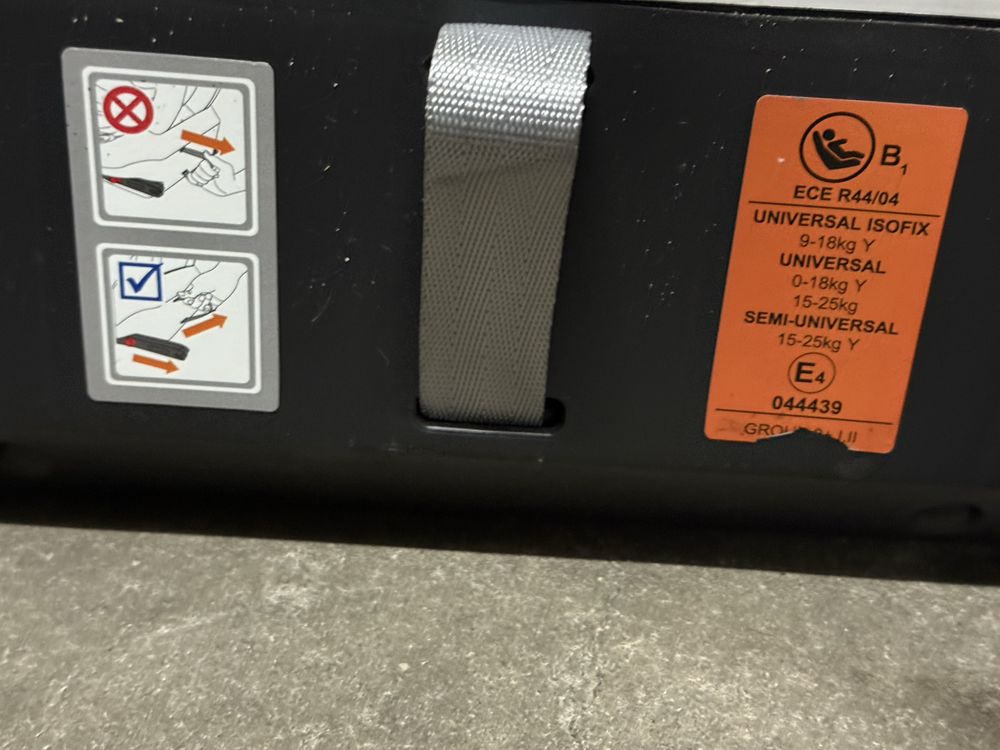 B1
ECE R44/04
UNIVERSAL ISOFIX
9-18kg Y
UNIVERSAL
0-18kg Y
15-25kg
SEMI-UNIVERSAL
15-25kg Y
E4
044439